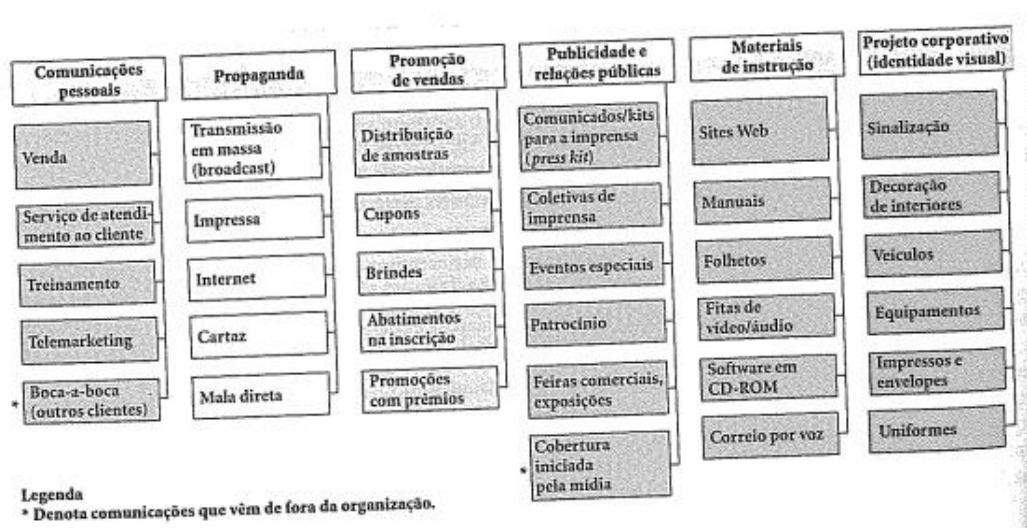 Comunicações
pessoais
Venda
Serviço de atendi-
mento ao cliente
Treinamento
Telemarketing
* Boca-a-boca
(outros clientes)
Propaganda
Transmissão
em massa
(broadcast)
Impressa
Internet
Cartaz
Mala direta
Promoção
de vendas
Distribuição
de amostras
Cupons
Brindes
Abatimentos
na inscrição
Promoções
com prêmios
Publicidade e
relações públicas
Comunicados/kits
para a imprensa
(press kit)
Coletivas de
imprensa
Eventos especiais
Patrocínio
Feiras comerciais,
exposições
* Cobertura
iniciada
pela mídia
Materiais
de instrução
Sites Web
Manuais
Folhetos
Fitas de
vídeo/áudio
Software em
CD-ROM
Correio por voz
Projeto corporativo
(identidade visual)
Sinalização
Decoração
de interiores
Veículos
Equipamentos
Impressos e
envelopes
Uniformes
Legenda
* Denota comunicações que vêm de fora da organização.